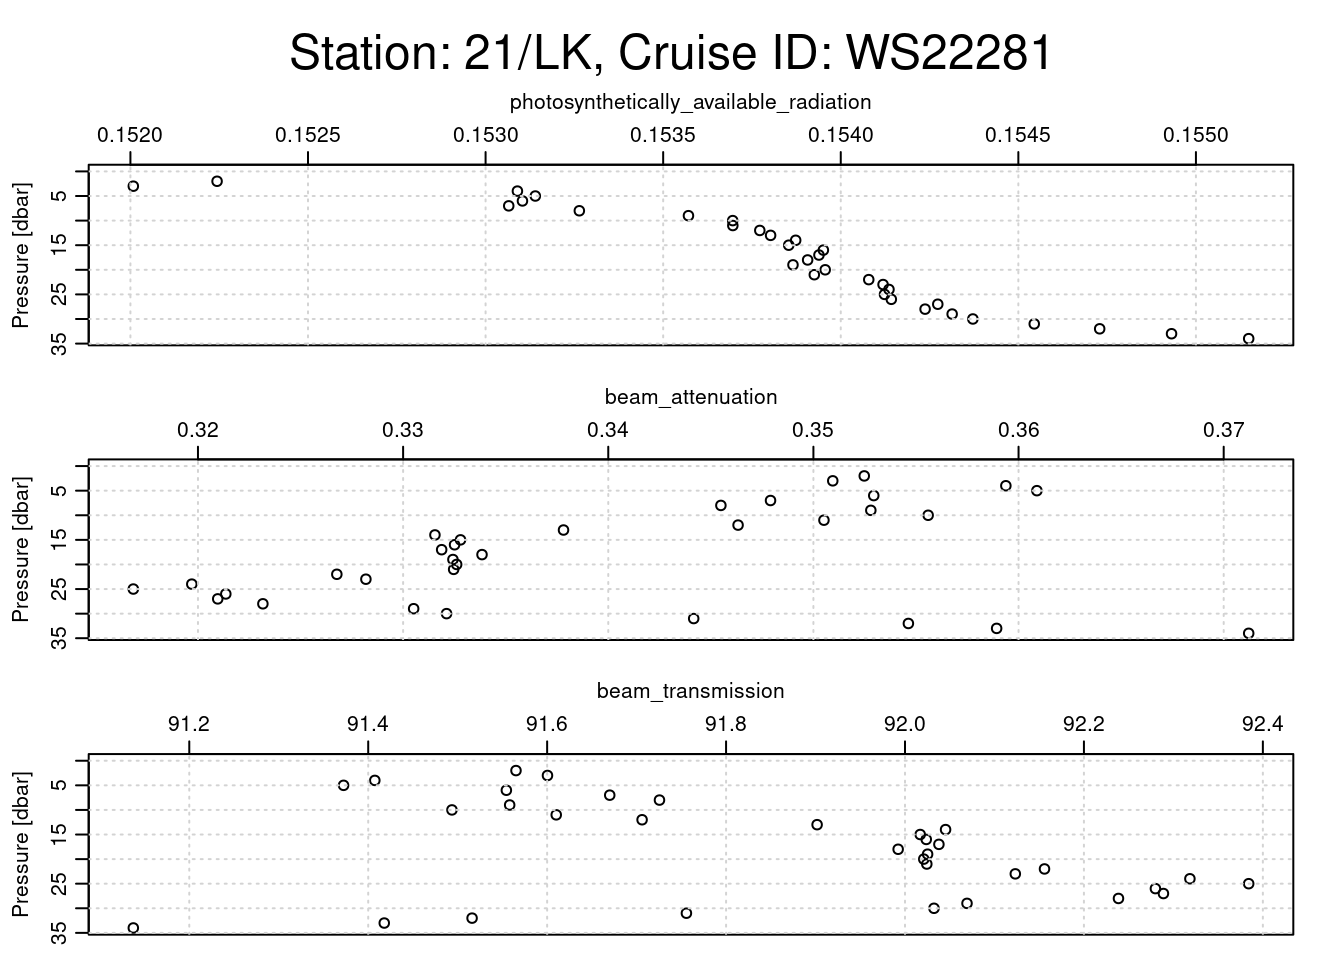 Station: 21/LK, Cruise ID: WS22281
photosynthetically_available_radiation
0.1520 0.1525 0.1530 0.1535 0.1540 0.1545 0.1550
Pressure [dbar]
5
15
25
35
beam_attenuation
0.32 0.33 0.34 0.35 0.36 0.37
Pressure [dbar]
5
15
25
35
beam_transmission
91.2 91.4 91.6 91.8 92.0 92.2 92.4
Pressure [dbar]
5
15
25
35